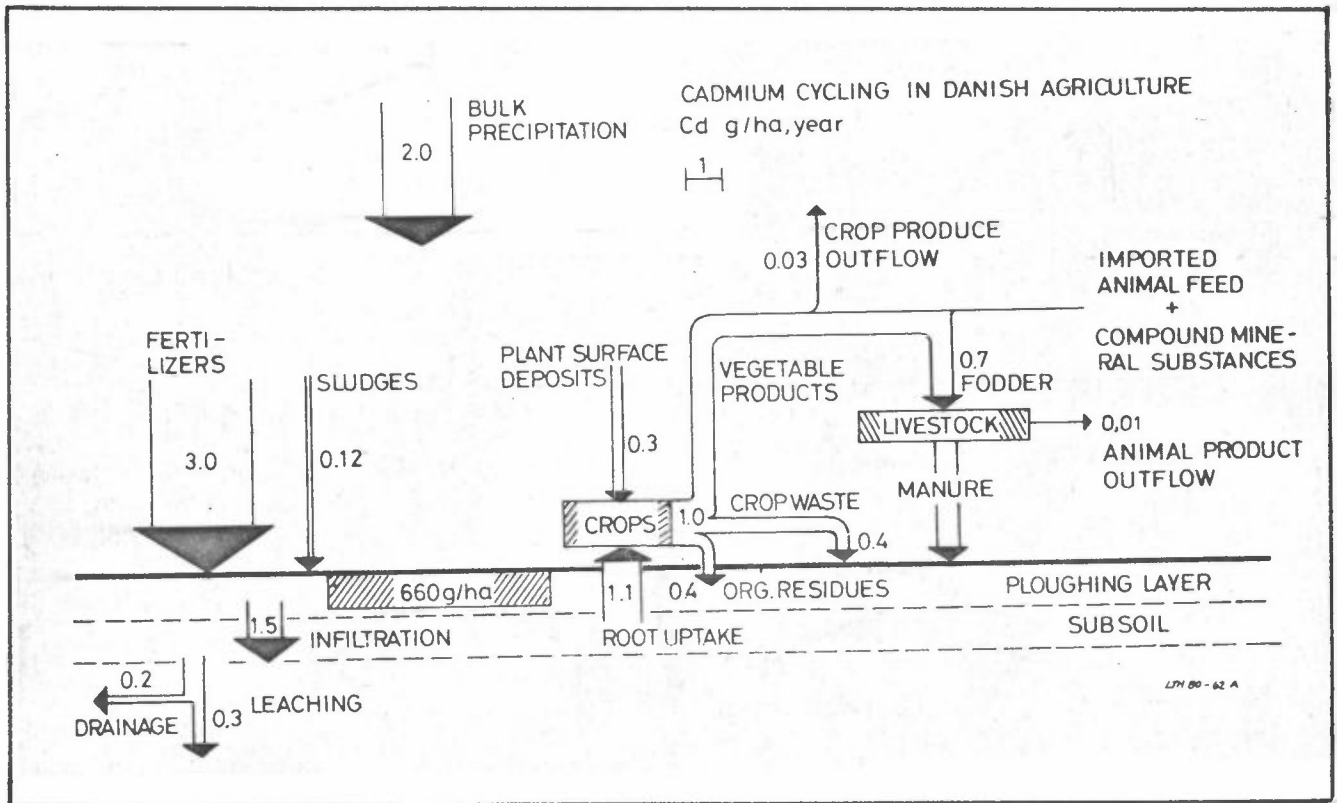 CADMIUM CYCLING IN DANISH AGRICULTURE
Cd g/ha, year
1
BULK
PRECIPITATION
2.0
CROP PRODUCE
OUTFLOW
0.03
IMPORTED
ANIMAL FEED
+
COMPOUND MINE-
RAL SUBSTANCES
FERTI-
LIZERS
3.0
SLUDGES
0.12
PLANT SURFACE
DEPOSITS
0.3
VEGETABLE
PRODUCTS
0.7
FODDER
LIVESTOCK
0,01
ANIMAL PRODUCT
OUTFLOW
MANURE
CROPS
1.0
CROP WASTE
0.4
660g/ha
1.1
0.4
ORG. RESIDUES
PLOUGHING LAYER
1.5
INFILTRATION
ROOT UPTAKE
SUBSOIL
0.2
DRAINAGE
0.3
LEACHING
LTH 80-62 A